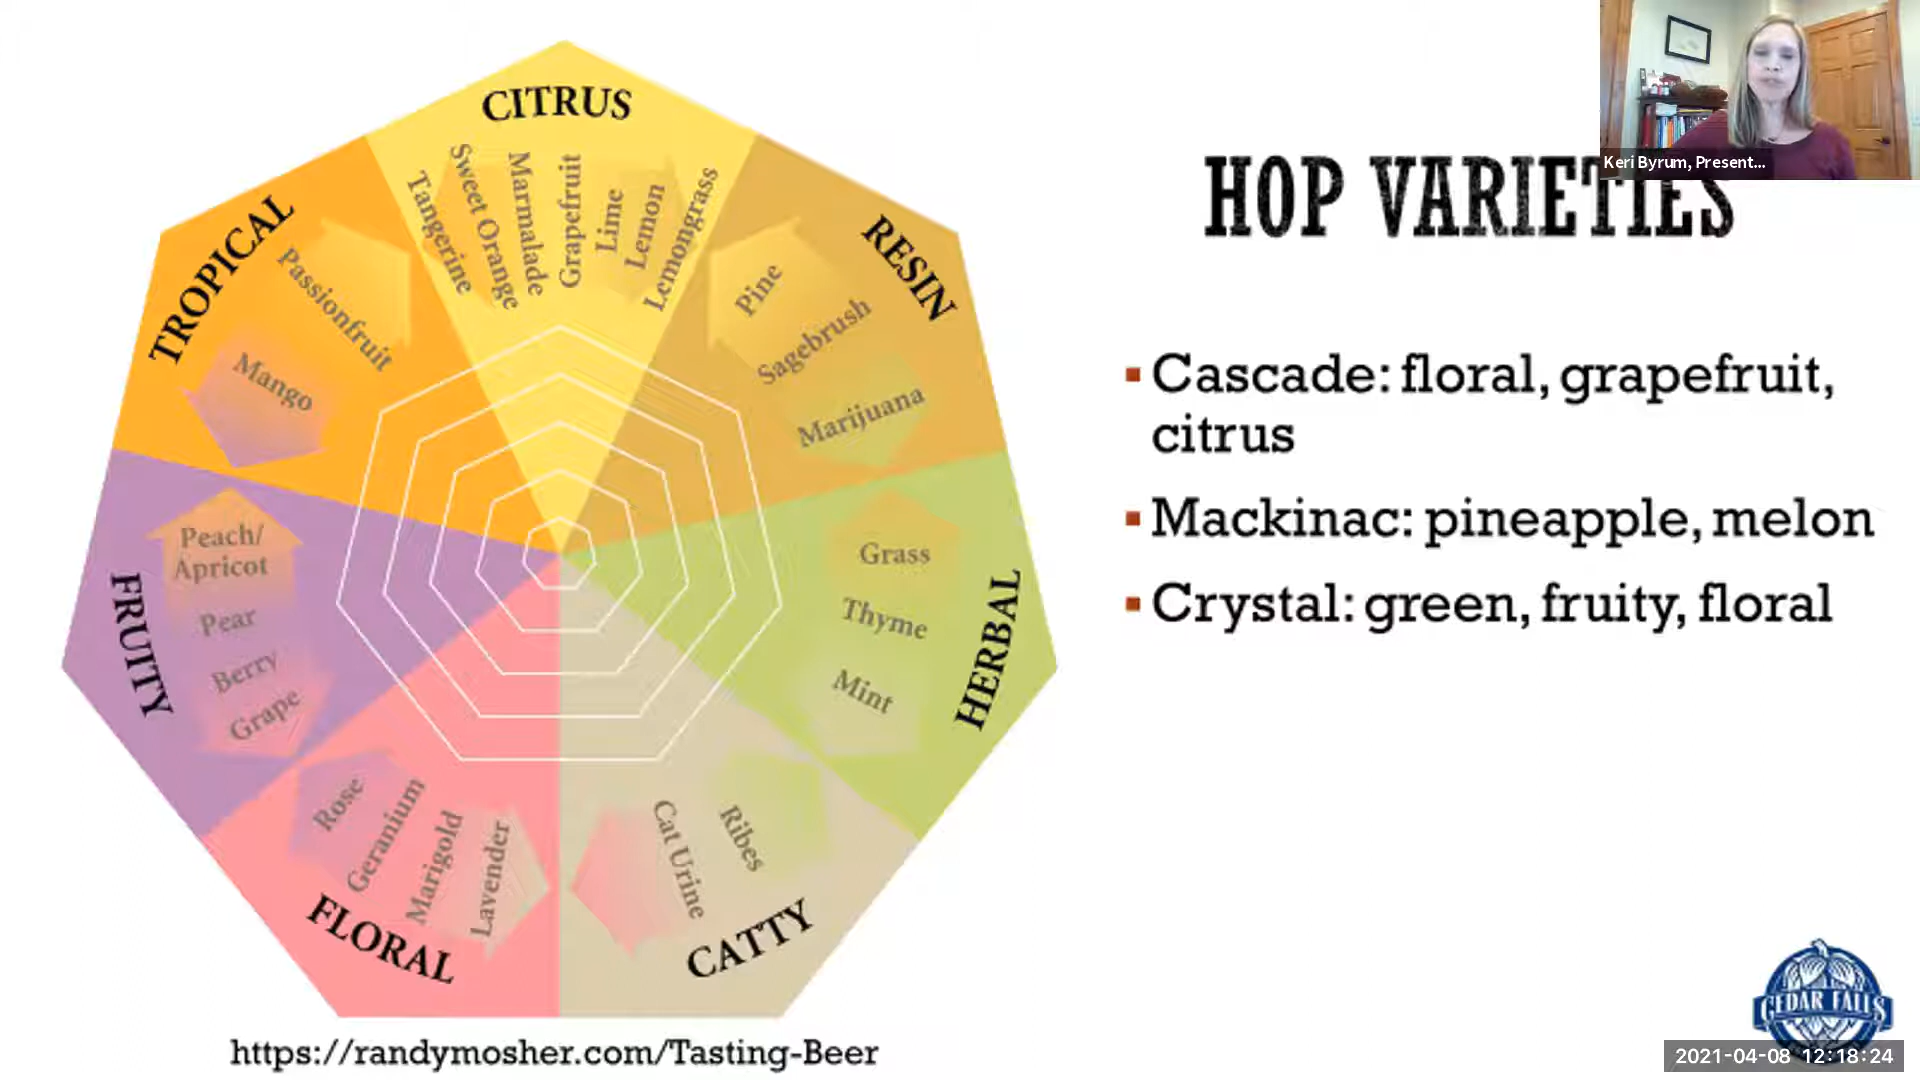 CITRUS
Tangerine
Sweet Orange
Marmalade
Grapefruit
Lime
Lemon
Lemongrass
RESIN
Pine
Sagebrush
Marijuana
HERBAL
Grass
Thyme
Mint
CATTY
Ribes
Cat Urine
FLORAL
Lavender
Marigold
Geranium
Rose
FRUITY
Grape
Berry
Pear
Peach/
Apricot
TROPICAL
Mango
Passionfruit
https://randymosher.com/Tasting-Beer
Keri Byrum, Present...
HOP VARIETIES
Cascade: floral, grapefruit,
citrus
Mackinac: pineapple, melon
Crystal: green, fruity, floral
CEDAR FALLS
2021-04-08 12:18:24